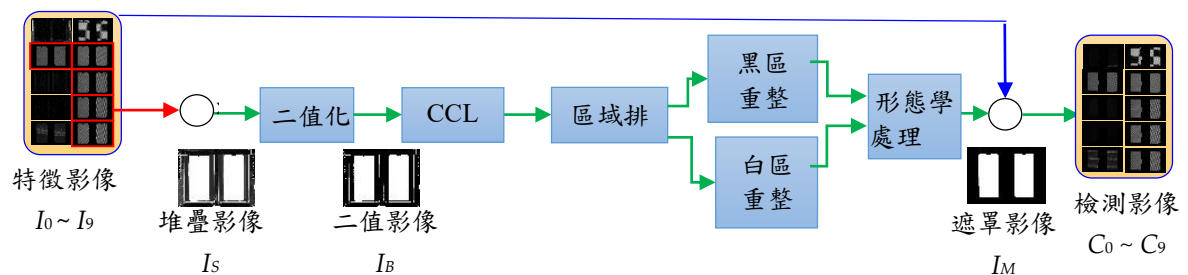 特徵影像
I0 ~ I9
堆疊影像
IS
二值化
二值影像
IB
CCL
區域排
黑區
重整
白區
重整
形態學
處理
遮罩影像
IM
檢測影像
C0 ~ C9